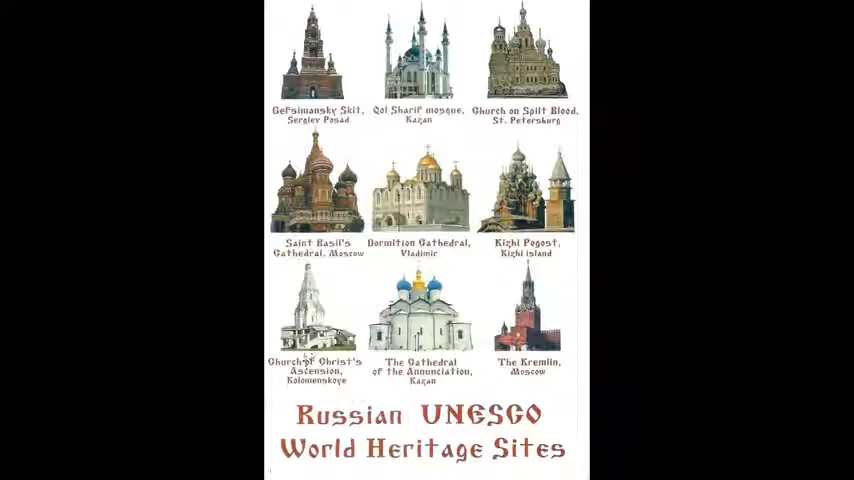 Gefsimansky Skit,
Sergiev Posad
Qol Sharif mosque,
Kazan
Church on Spilt Blood,
St. Petersburg
Saint Basil's
Cathedral, Moscow
Dormition Cathedral,
Vladimir
Kizhi Pogost,
Kizhi island
Church of Christ's
Ascension,
Kolomenskoye
The Cathedral
of the Annunciation,
Kazan
The Kremlin,
Moscow
Russian UNESCO
World Heritage Sites